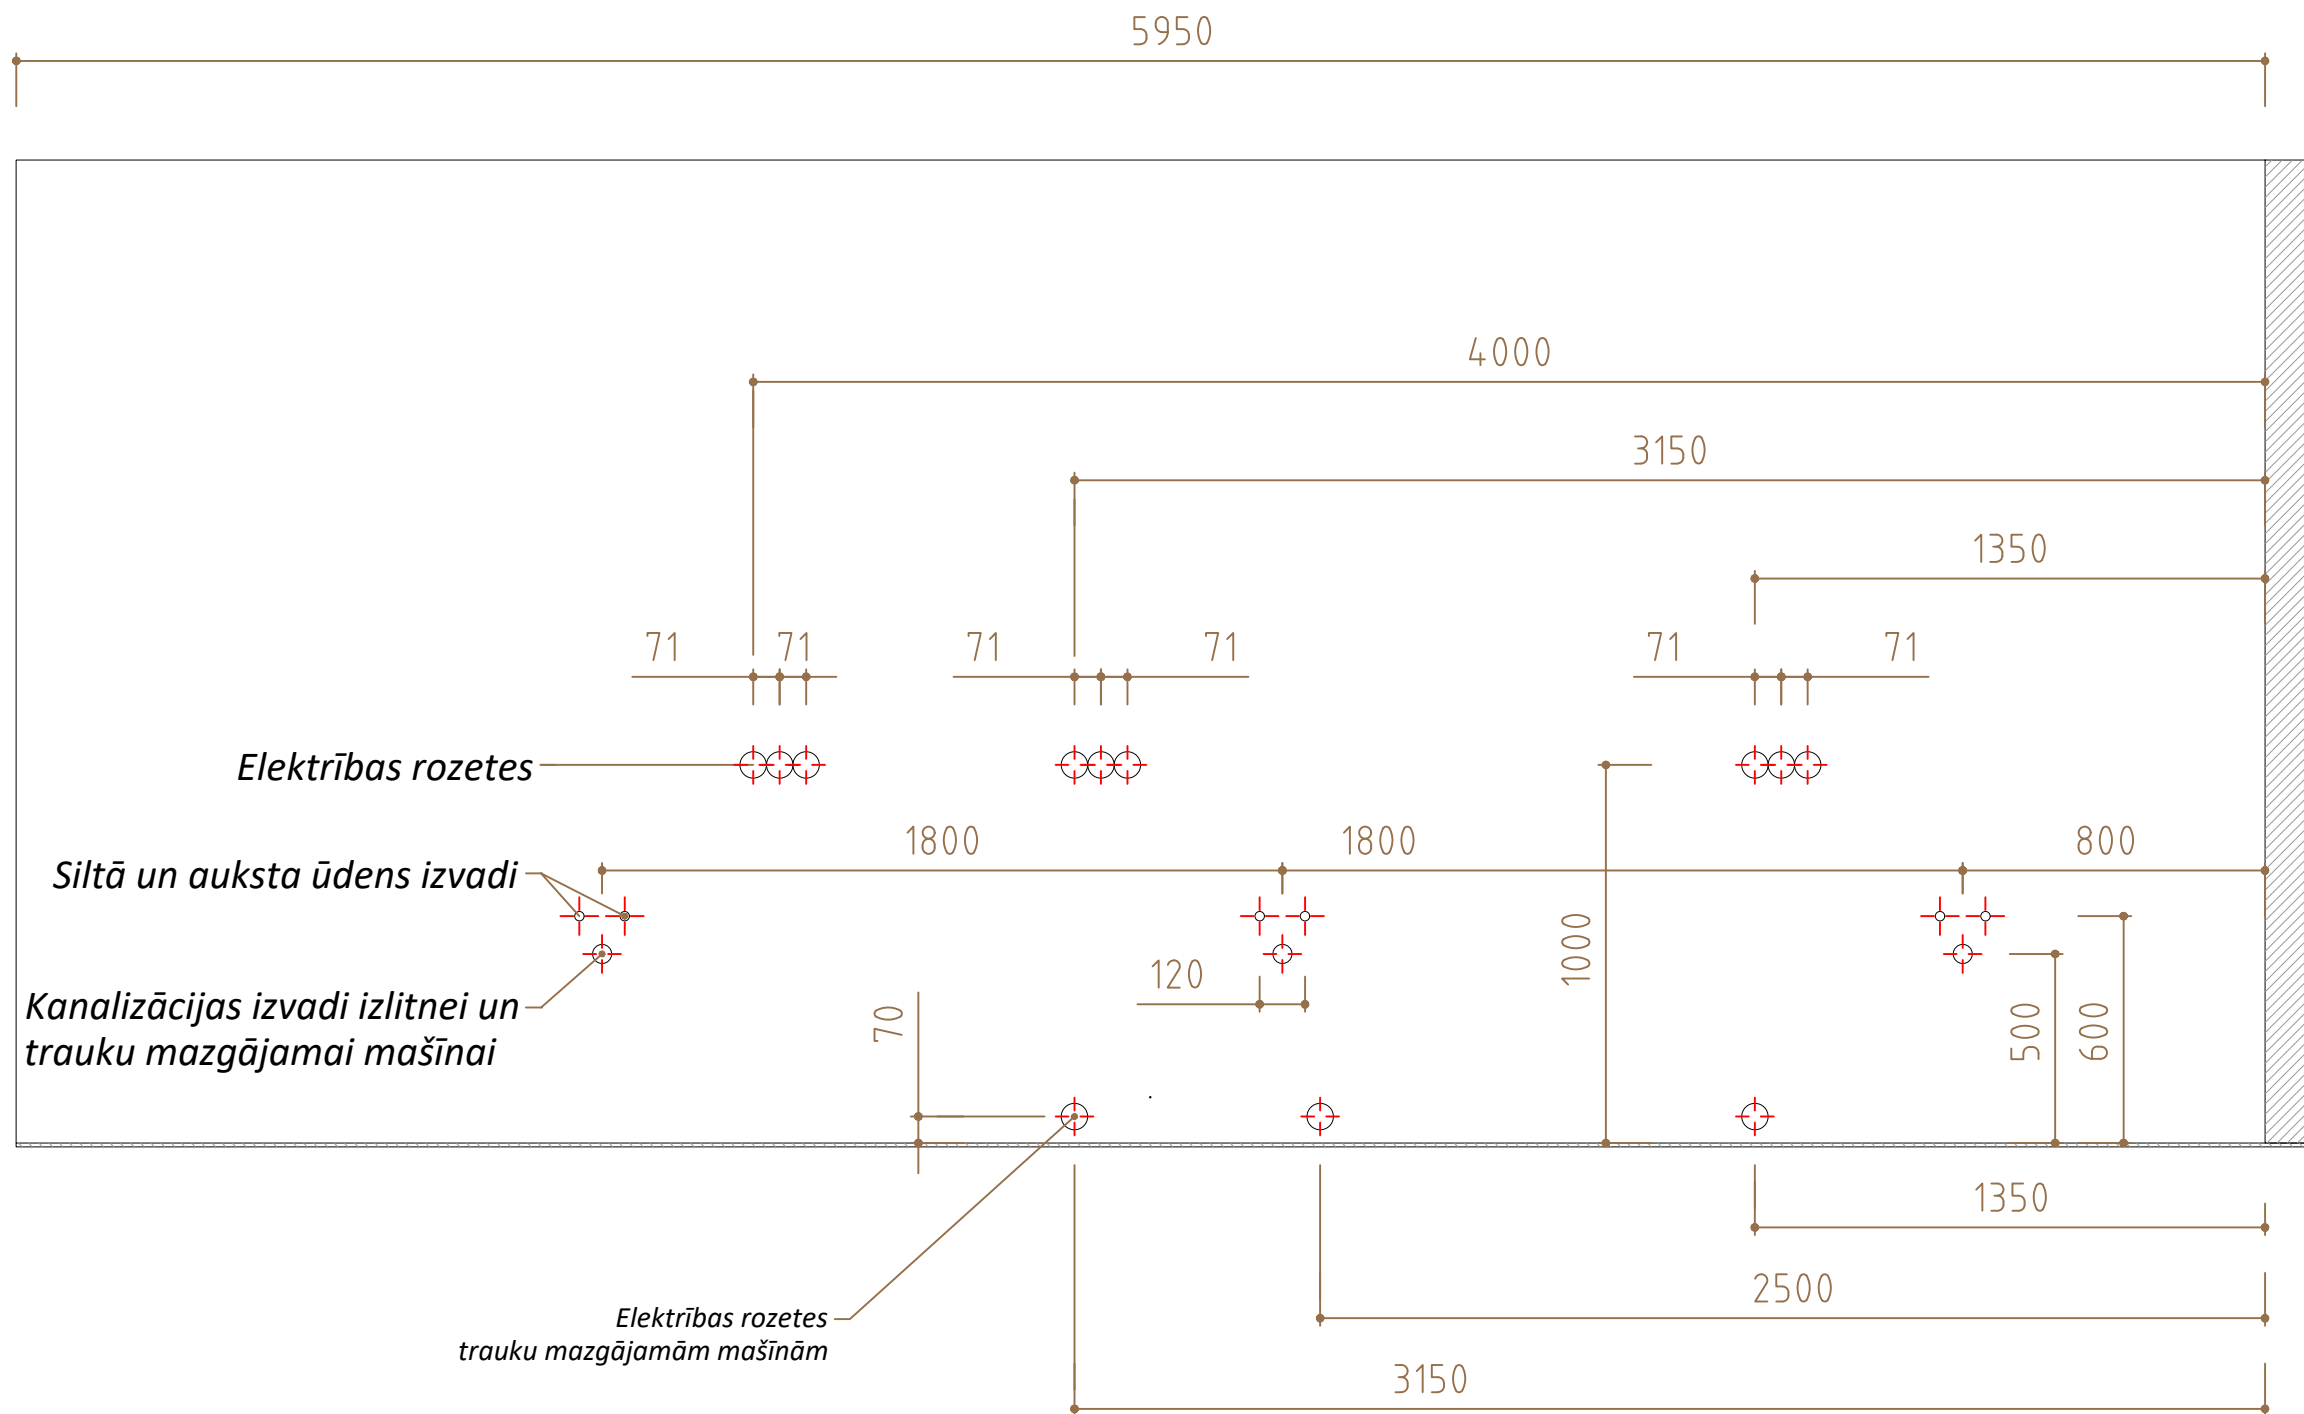 5950
4000
3150
1350
71 71 71 71 71 71
Elektrības rozetes
1800 1800 800
Siltā un auksta ūdens izvadi
1000
120
Kanalizācijas izvadi izlitnei un
trauku mazgājamai mašīnai
70
500
600
1350
2500
Elektrības rozetes
trauku mazgājamām mašīnām
3150